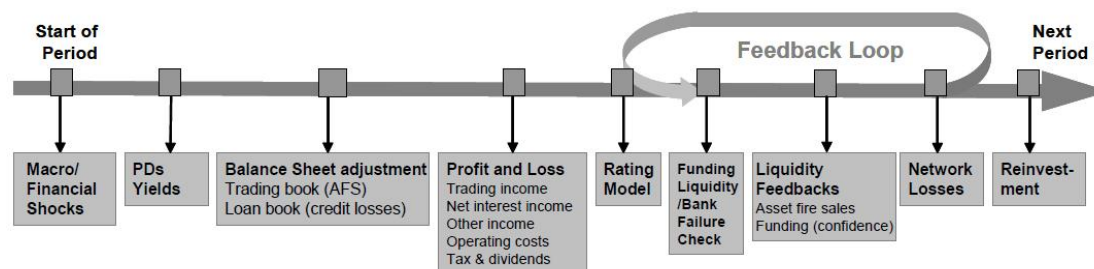 Start of
Period
Feedback Loop
Next
Period
Macro/
Financial
Shocks
PDs
Yields
Balance Sheet adjustment
Trading book (AFS)
Loan book (credit losses)
Profit and Loss
Trading income
Net interest income
Other income
Operating costs
Tax & dividends
Rating
Model
Funding
Liquidity
/Bank
Failure
Check
Liquidity
Feedbacks
Asset fire sales
Funding (confidence)
Network
Losses
Reinvest-
ment